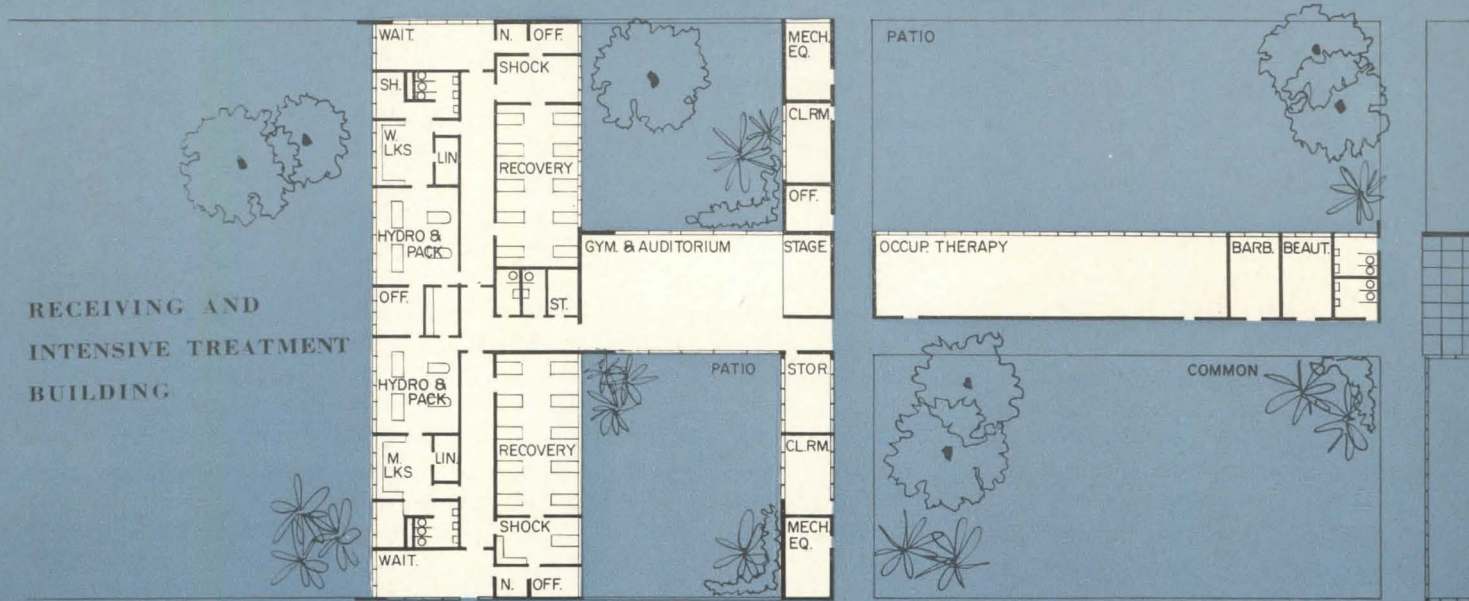 RECEIVING AND
INTENSIVE TREATMENT
BUILDING
WAIT.
N.
OFF.
SHOCK
SH.
W.
LKS
LIN.
RECOVERY
HYDRO &
PACK
OFF.
ST.
HYDRO &
PACK
M.
LKS
LIN.
RECOVERY
SHOCK
WAIT.
N.
OFF.
GYM. & AUDITORIUM
STAGE
MECH.
EQ.
CL.RM.
OFF.
PATIO
STOR.
CL.RM.
MECH.
EQ.
PATIO
OCCUP. THERAPY
BARB.
BEAUT.
COMMON